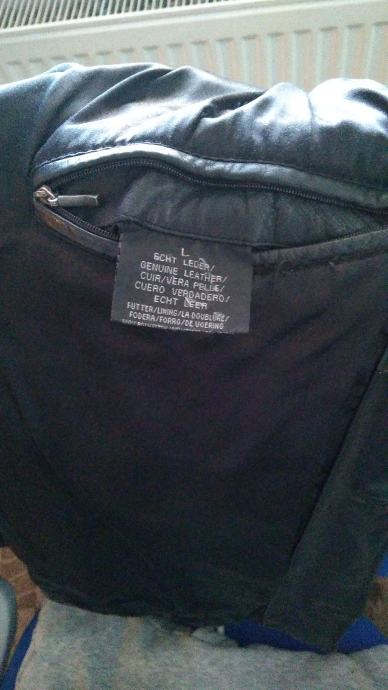 L
ECHT LEDER/
GENUINE LEATHER/
CUIR/VERA PELLE/
CUERO VERDADERO/
ECHT LEER
FUTTER/LINING/LA DOUBLURE/
FODERA/FORRO/DE VOERING